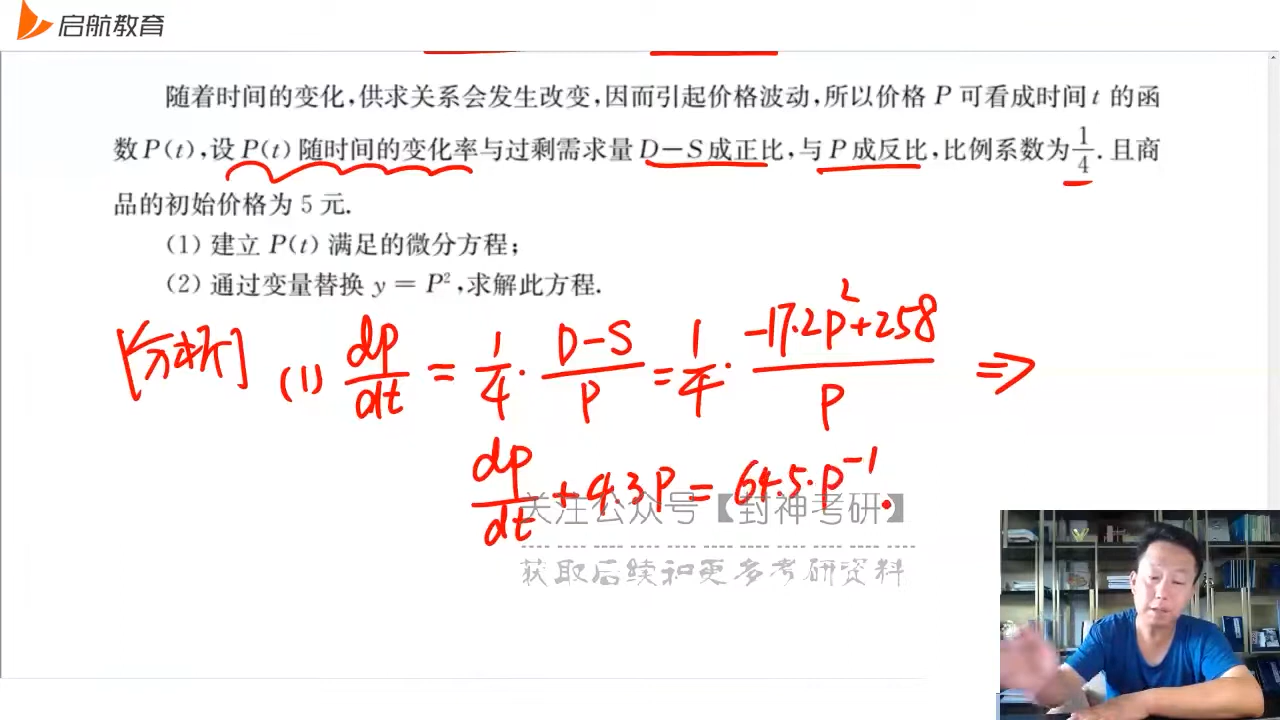 启航教育
随着时间的变化,供求关系会发生改变,因而引起价格波动,所以价格 P 可看成时间 t 的函
数 P(t),设 P(t) 随时间的变化率与过剩需求量 D－S 成正比,与 P 成反比,比例系数为 1/4. 且商
品的初始价格为 5 元.
(1) 建立 P(t) 满足的微分方程;
(2) 通过变量替换 y = P²,求解此方程.
[分析] (1) dp/dt = 1/4 · D-S/P = 1/4 · -17.2P²+258/P ⇒
dp/dt + 4.3P = 64.5·P⁻¹.
关注公众号【封神考研】
获取后续和更多考研资料